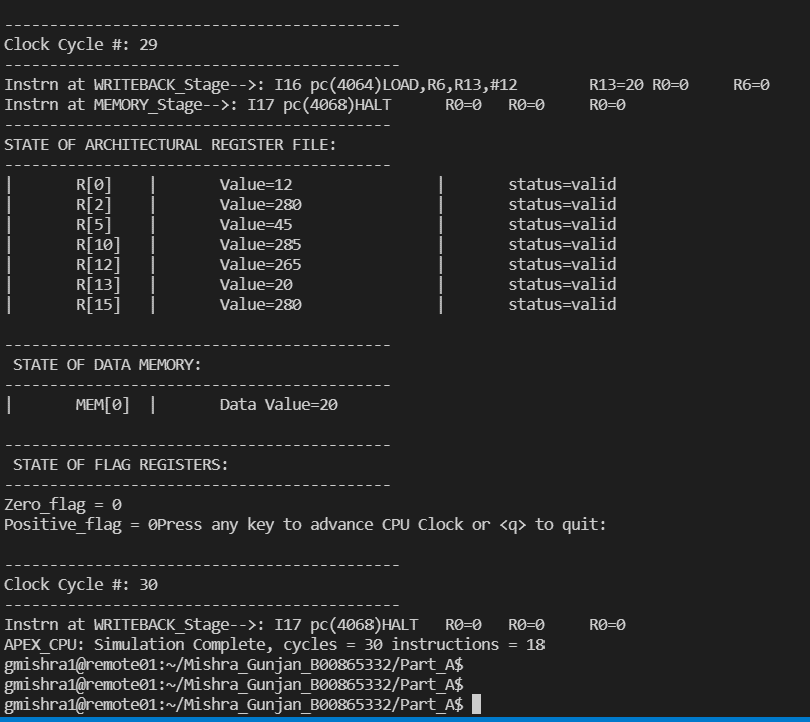 -------------------------------------------
Clock Cycle #: 29
-------------------------------------------
Instrn at WRITEBACK_Stage-->: I16 pc(4064)LOAD,R6,R13,#12        R13=20 R0=0     R6=0
Instrn at MEMORY_Stage-->: I17 pc(4068)HALT      R0=0   R0=0     R0=0
-------------------------------------------
STATE OF ARCHITECTURAL REGISTER FILE:
-------------------------------------------
|       R[0]    |       Value=12                |       status=valid
|       R[2]    |       Value=280               |       status=valid
|       R[5]    |       Value=45                |       status=valid
|       R[10]   |       Value=285               |       status=valid
|       R[12]   |       Value=265               |       status=valid
|       R[13]   |       Value=20                |       status=valid
|       R[15]   |       Value=280               |       status=valid
-------------------------------------------
 STATE OF DATA MEMORY:
-------------------------------------------
|       MEM[0]  |       Data Value=20
-------------------------------------------
 STATE OF FLAG REGISTERS:
-------------------------------------------
Zero_flag = 0
Positive_flag = 0Press any key to advance CPU Clock or <q> to quit:
-------------------------------------------
Clock Cycle #: 30
-------------------------------------------
Instrn at WRITEBACK_Stage-->: I17 pc(4068)HALT   R0=0   R0=0     R0=0
APEX_CPU: Simulation Complete, cycles = 30 instructions = 18
gmishra1@remote01:~/Mishra_Gunjan_B00865332/Part_A$
gmishra1@remote01:~/Mishra_Gunjan_B00865332/Part_A$
gmishra1@remote01:~/Mishra_Gunjan_B00865332/Part_A$